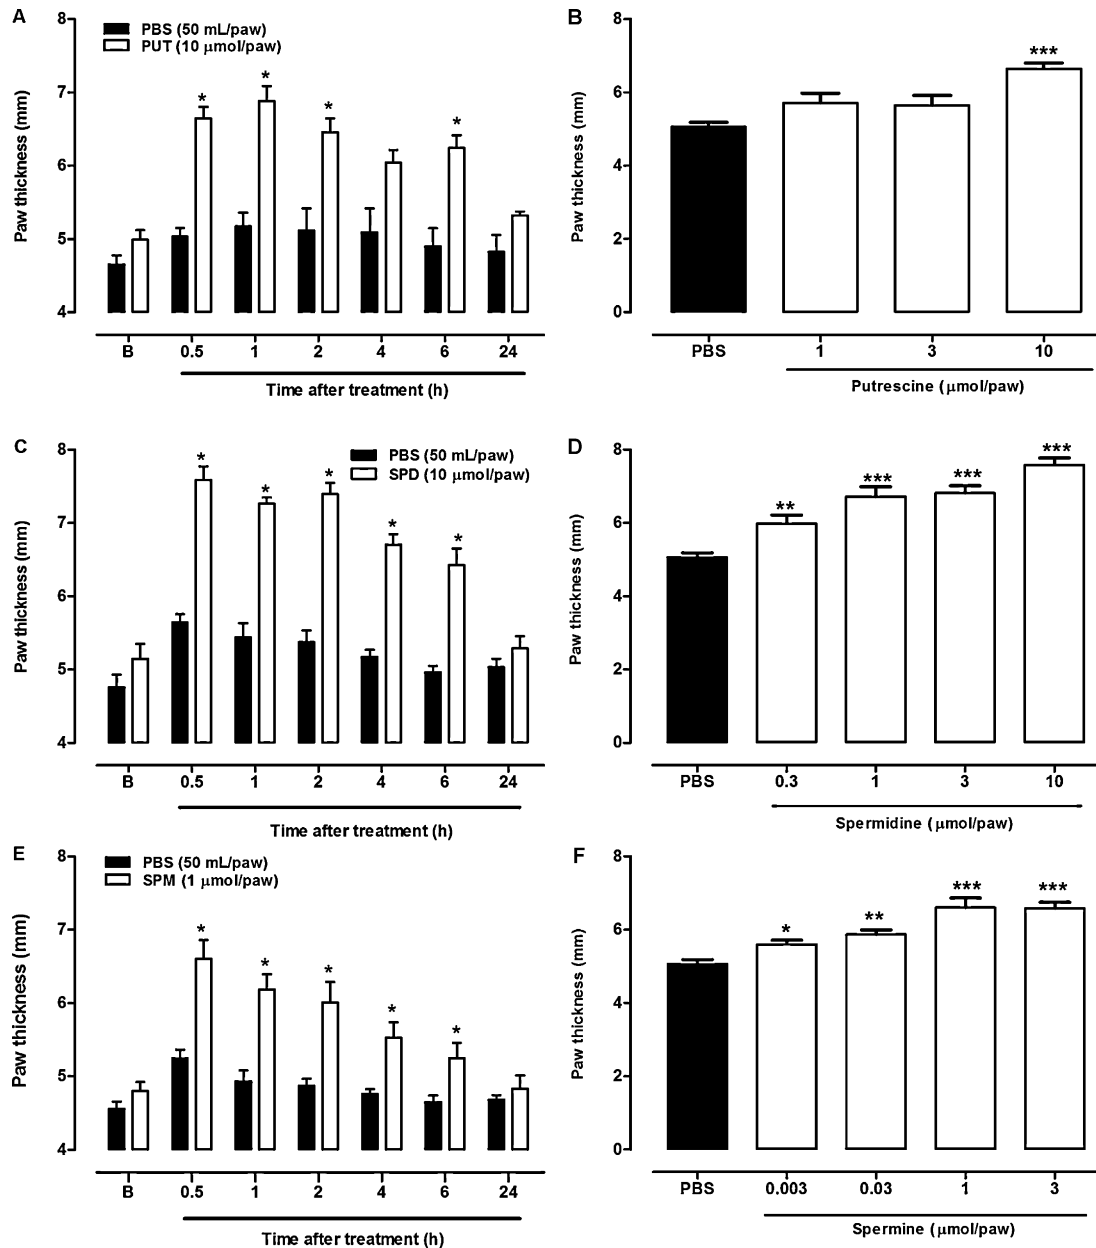 A
PBS (50 mL/paw)
PUT (10 µmol/paw)
Paw thickness (mm)
8
7
6
5
4
* * * *
B 0.5 1 2 4 6 24
Time after treatment (h)
B
Paw thickness (mm)
8
6
4
2
0
***
PBS 1 3 10
Putrescine (µmol/paw)
C
PBS (50 mL/paw)
SPD (10 µmol/paw)
Paw thickness (mm)
8
7
6
5
4
* * * * *
B 0.5 1 2 4 6 24
Time after treatment (h)
D
Paw thickness (mm)
8
6
4
2
0
** *** *** ***
PBS 0.3 1 3 10
Spermidine (µmol/paw)
E
PBS (50 mL/paw)
SPM (1 µmol/paw)
Paw thickness (mm)
8
7
6
5
4
* * * * *
B 0.5 1 2 4 6 24
Time after treatment (h)
F
Paw thickness (mm)
8
6
4
2
0
* ** *** ***
PBS 0.003 0.03 1 3
Spermine (µmol/paw)